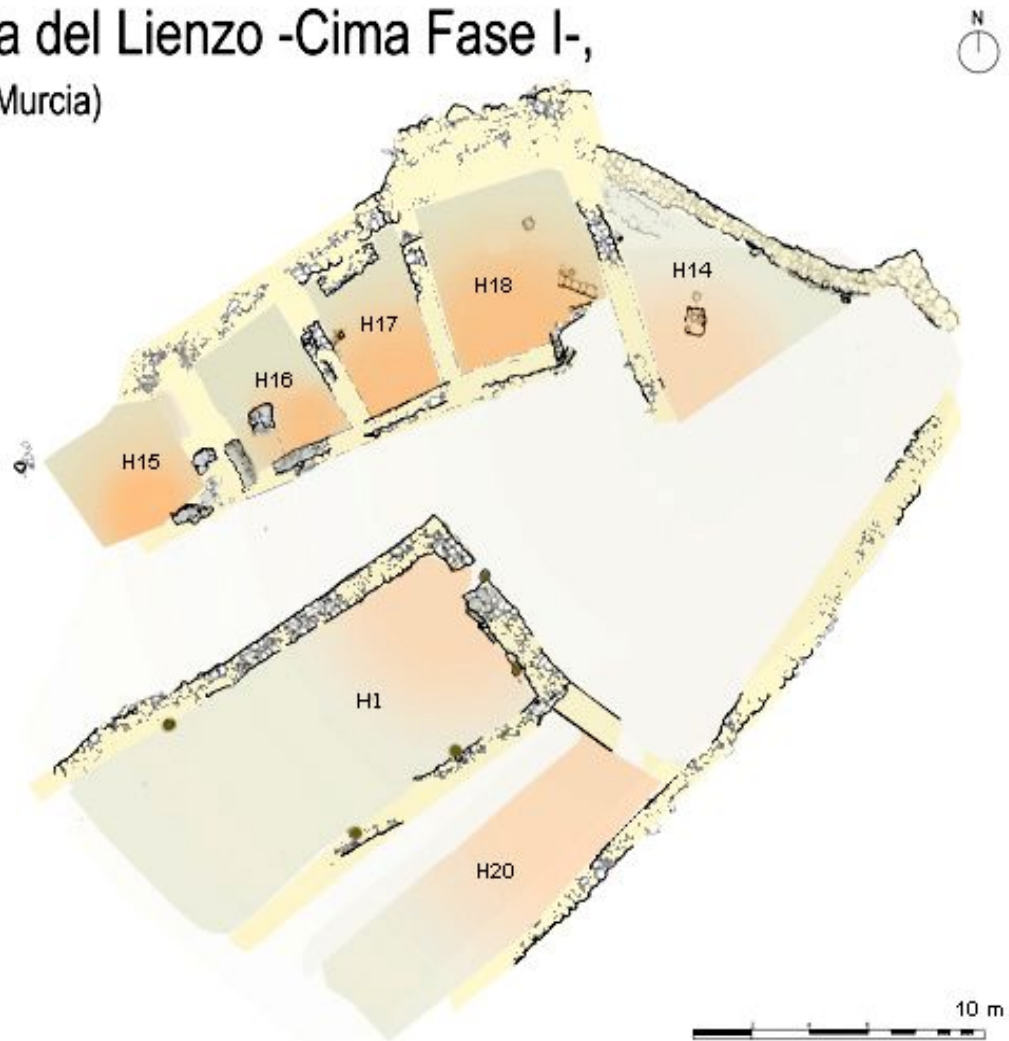 a del Lienzo -Cima Fase I-,
Murcia)
N
H14
H18
H17
H16
H15
H1
H20
10 m